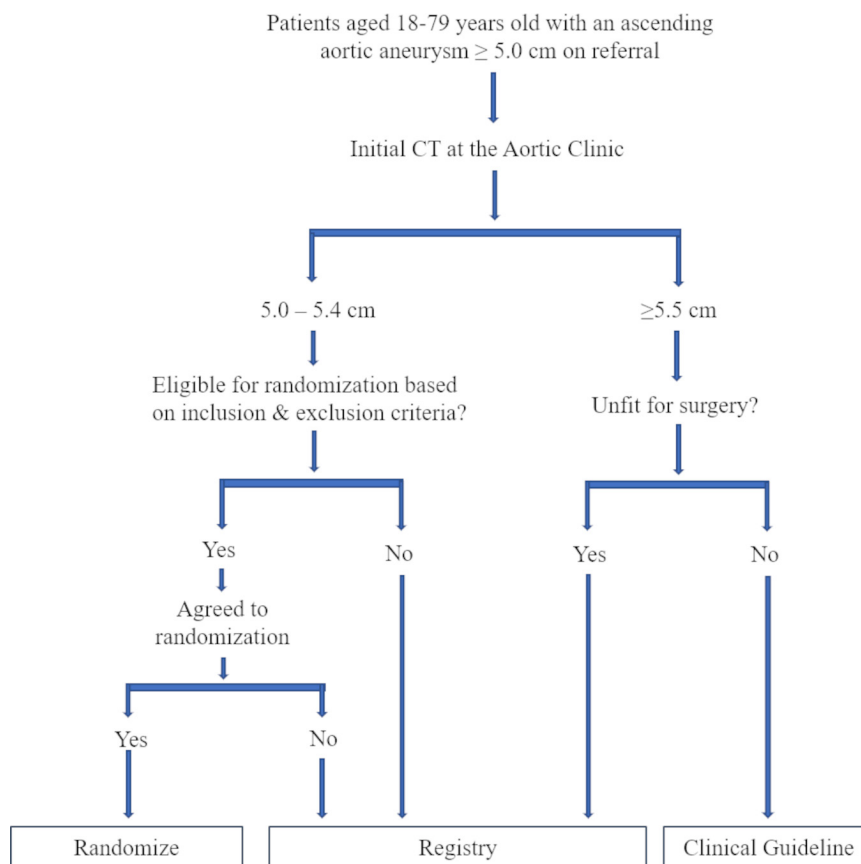 Patients aged 18-79 years old with an ascending
aortic aneurysm ≥ 5.0 cm on referral
Initial CT at the Aortic Clinic
5.0 – 5.4 cm
≥5.5 cm
Eligible for randomization based
on inclusion & exclusion criteria?
Unfit for surgery?
Yes
No
Yes
No
Agreed to
randomization
Yes
No
Randomize
Registry
Clinical Guideline